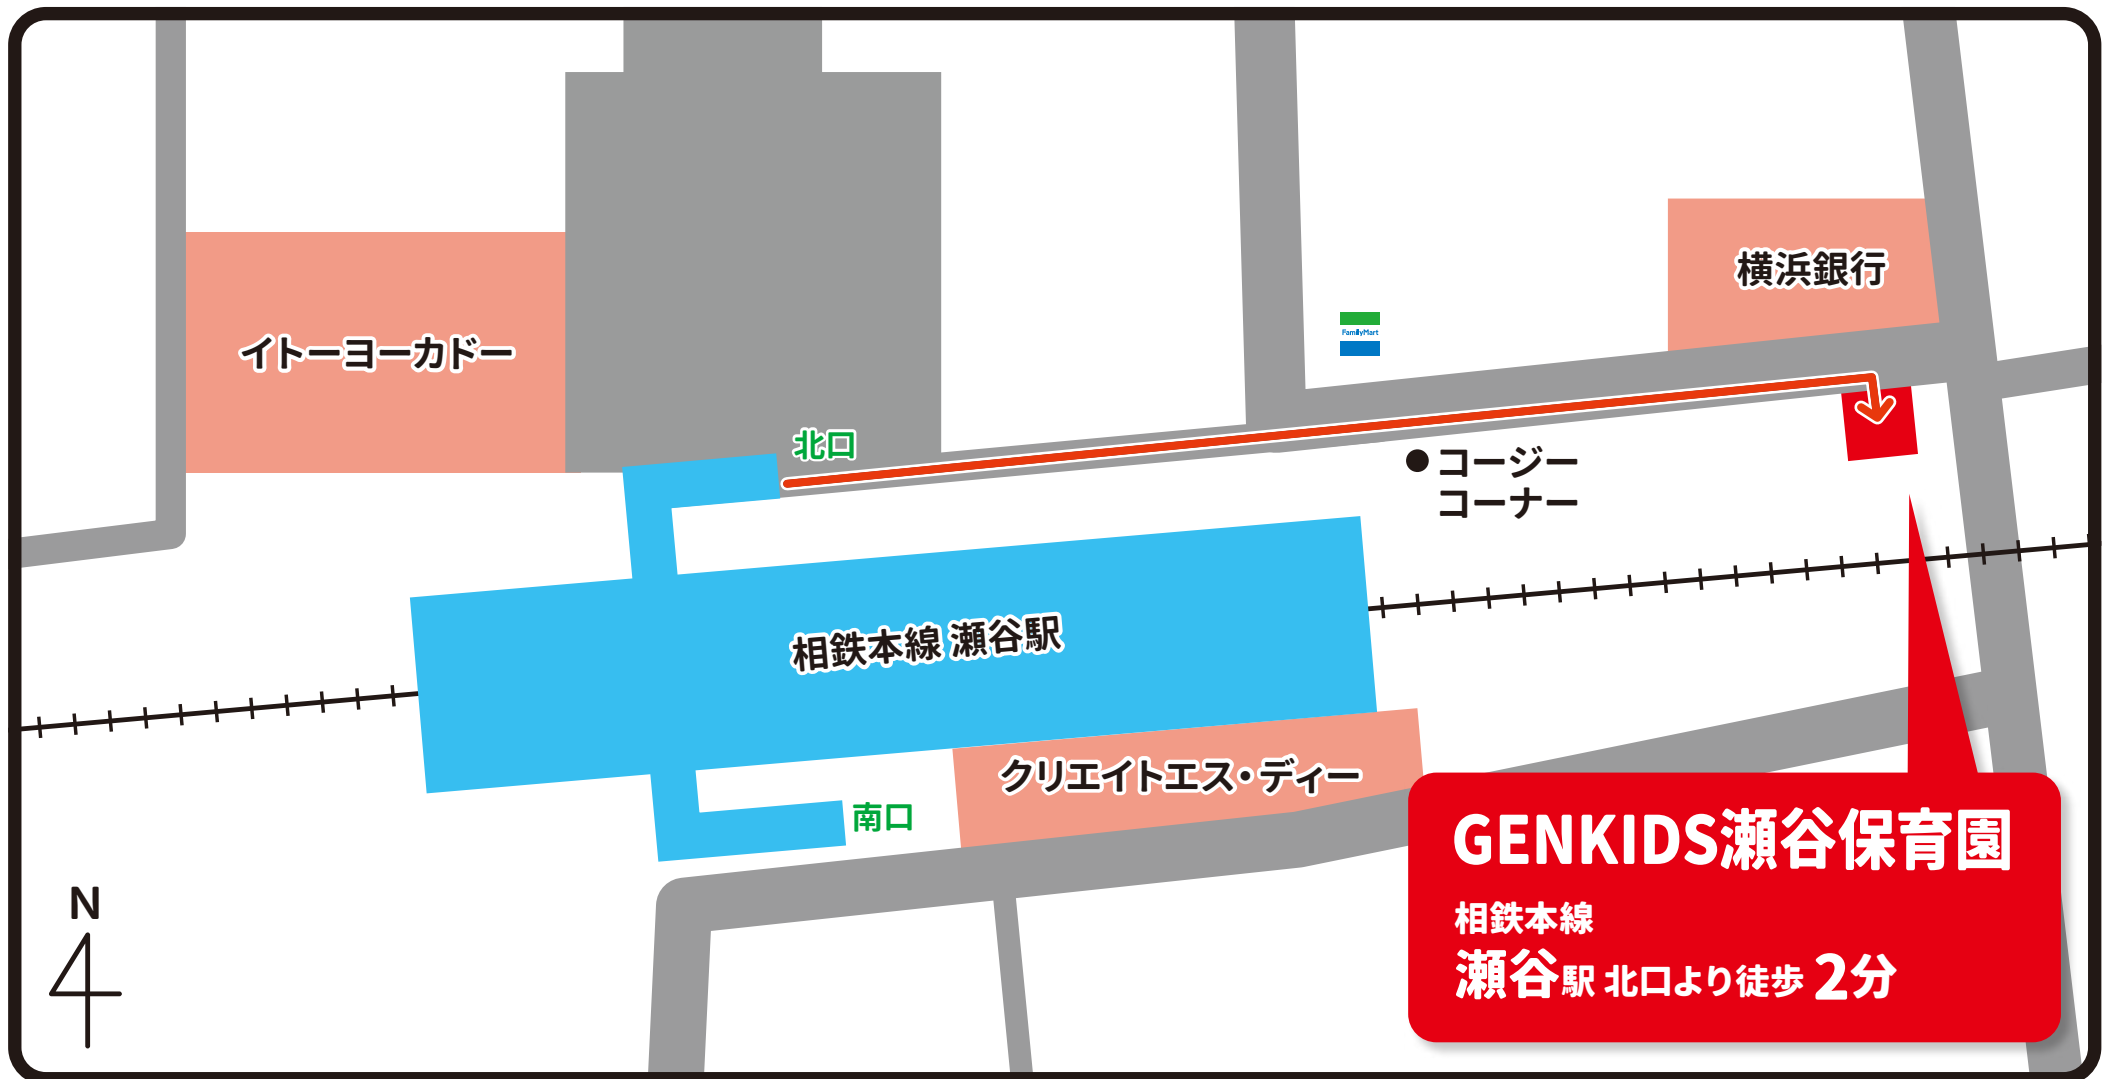 横浜銀行
FamilyMart
イトーヨーカドー
北口
コージー
コーナー
相鉄本線 瀬谷駅
クリエイトエス・ディー
南口
N
GENKIDS瀬谷保育園
相鉄本線
瀬谷駅 北口より徒歩 2分